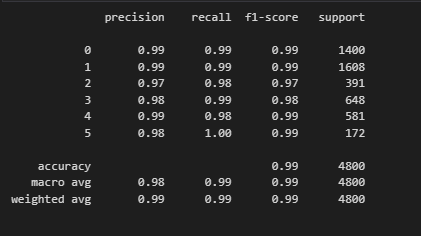 precision recall f1-score support
0 0.99 0.99 0.99 1400
1 0.99 0.99 0.99 1608
2 0.97 0.98 0.97 391
3 0.98 0.99 0.98 648
4 0.99 0.98 0.99 581
5 0.98 1.00 0.99 172
accuracy 0.99 4800
macro avg 0.98 0.99 0.99 4800
weighted avg 0.99 0.99 0.99 4800